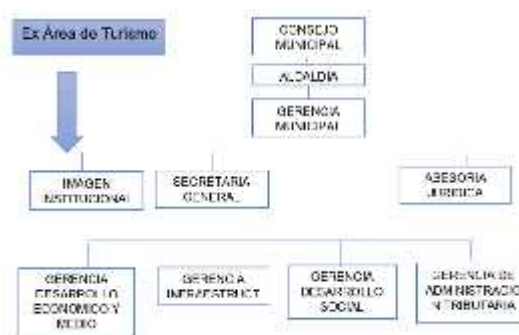 Ex Área de Turismo
CONSEJO
MUNICIPAL
ALCALDIA
GERENCIA
MUNICIPAL
IMAGEN
INSTITUCIONAL
SECRETARIA
GENERAL
ASESORIA
JURIDICA
GERENCIA
DESARROLLO
ECONOMICO Y
MEDIO
GERENCIA
INFRAESTRUCT
GERENCIA
DESARROLLO
SOCIAL
GERENCIA DE
ADMINISTRACIO
N TRIBUTARIA